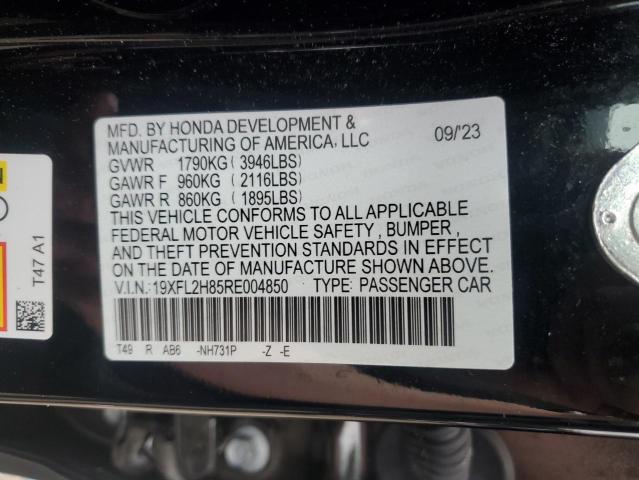 MFD. BY HONDA DEVELOPMENT &
MANUFACTURING OF AMERICA, LLC 09/'23
GVWR 1790KG ( 3946LBS)
GAWR F 960KG ( 2116LBS)
GAWR R 860KG ( 1895LBS)
THIS VEHICLE CONFORMS TO ALL APPLICABLE
FEDERAL MOTOR VEHICLE SAFETY , BUMPER ,
AND THEFT PREVENTION STANDARDS IN EFFECT
ON THE DATE OF MANUFACTURE SHOWN ABOVE.
V.I.N.:19XFL2H85RE004850 TYPE: PASSENGER CAR
T49 R AB6 -NH731P -Z -E
T47 A1